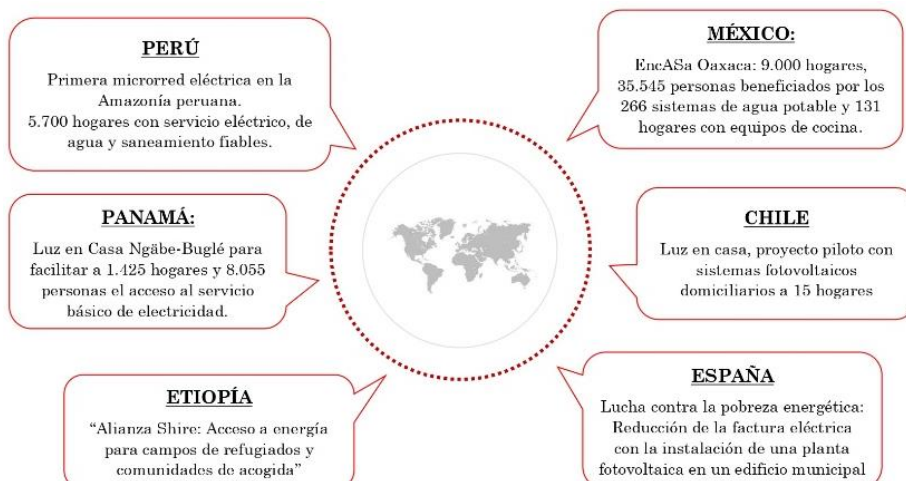 PERÚ
Primera microrred eléctrica en la
Amazonía peruana.
5.700 hogares con servicio eléctrico, de
agua y saneamiento fiables.
MÉXICO:
EncASa Oaxaca: 9.000 hogares,
35.545 personas beneficiados por los
266 sistemas de agua potable y 131
hogares con equipos de cocina.
PANAMÁ:
Luz en Casa Ngäbe-Buglé para
facilitar a 1.425 hogares y 8.055
personas el acceso al servicio
básico de electricidad.
CHILE
Luz en casa, proyecto piloto con
sistemas fotovoltaicos
domiciliarios a 15 hogares
ETIOPÍA
“Alianza Shire: Acceso a energía
para campos de refugiados y
comunidades de acogida”
ESPAÑA
Lucha contra la pobreza energética:
Reducción de la factura eléctrica
con la instalación de una planta
fotovoltaica en un edificio municipal